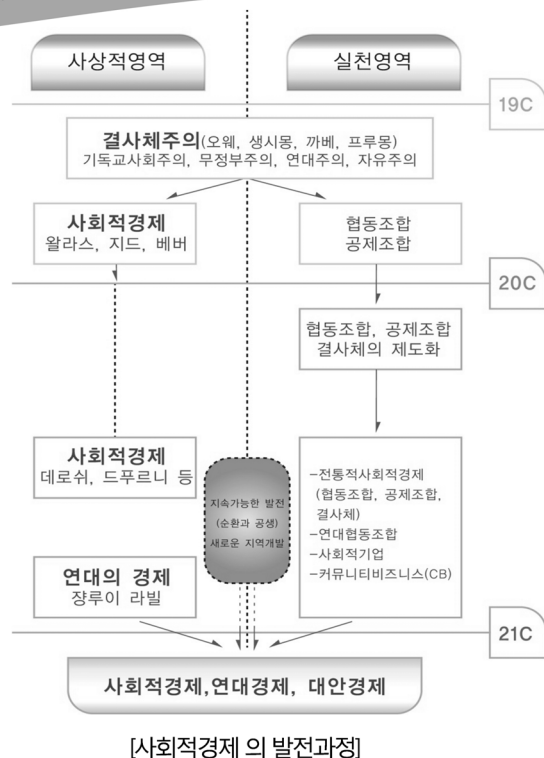 사상적영역
실천영역
19C
결사체주의(오웨, 생시몽, 까베, 프루몽)
기독교사회주의, 무정부주의, 연대주의, 자유주의
사회적경제
왈라스, 지드, 베버
협동조합
공제조합
20C
협동조합, 공제조합
결사체의 제도화
사회적경제
데로쉬, 드푸르니 등
지속가능한 발전
(순환과 공생)
새로운 지역개발
-전통적사회적경제
(협동조합, 공제조합,
결사체)
-연대협동조합
-사회적기업
-커뮤니티비즈니스(CB)
연대의 경제
쟝루이 라빌
21C
사회적경제,연대경제, 대안경제
[사회적경제 의 발전과정]